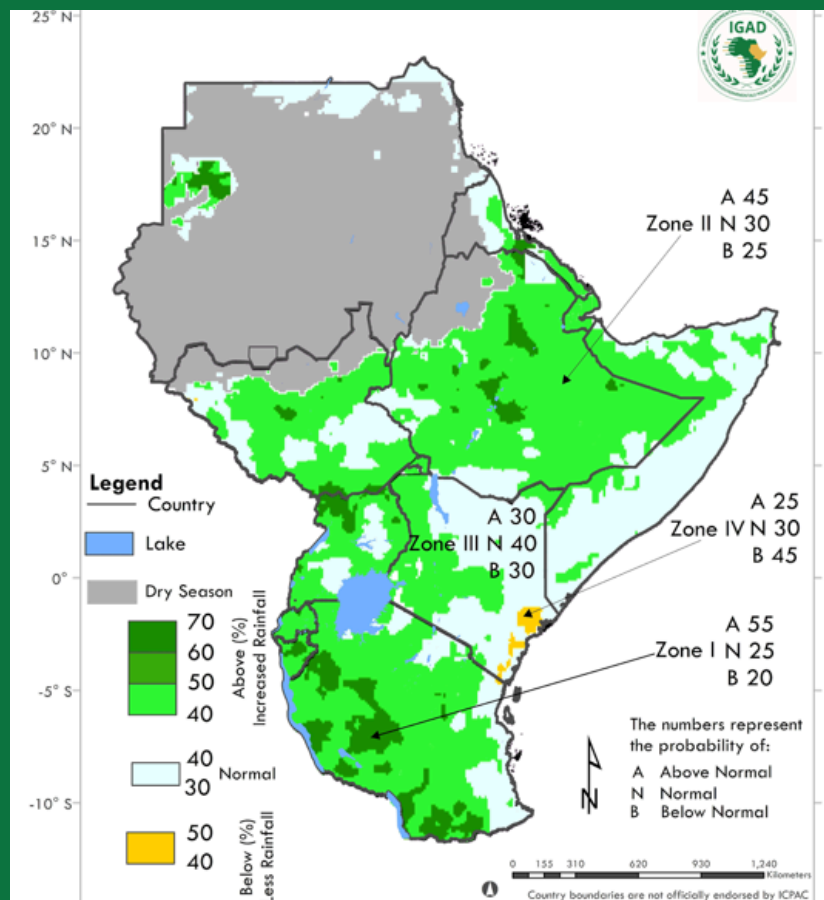 25° N
20° N
15° N
10° N
5° N
0°
-5° S
-10° S
IGAD
A 45
Zone II N 30
B 25
A 30
Zone III N 40
B 30
A 25
Zone IV N 30
B 45
A 55
Zone I N 25
B 20
Legend
Country
Lake
Dry Season
70
60
50
40
Above (%)
Increased Rainfall
40
30
Normal
50
40
Below (%)
Less Rainfall
The numbers represent
the probability of:
A Above Normal
N Normal
B Below Normal
N
0 155 310 620 930 1,240
Kilometers
Country boundaries are not officially endorsed by ICPAC